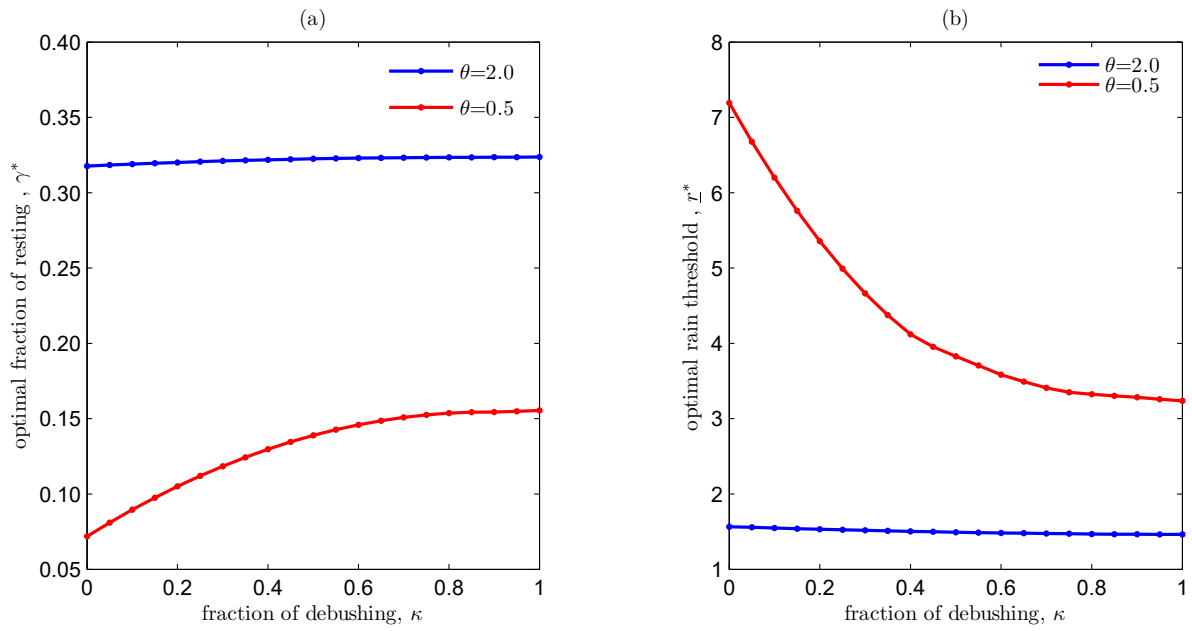 (a)
optimal fraction of resting , γ*
0.40
0.35
0.30
0.25
0.20
0.15
0.10
0.05
θ=2.0
θ=0.5
0
0.2
0.4
0.6
0.8
1
fraction of debushing, κ
(b)
optimal rain threshold , r*
8
7
6
5
4
3
2
1
θ=2.0
θ=0.5
0
0.2
0.4
0.6
0.8
1
fraction of debushing, κ